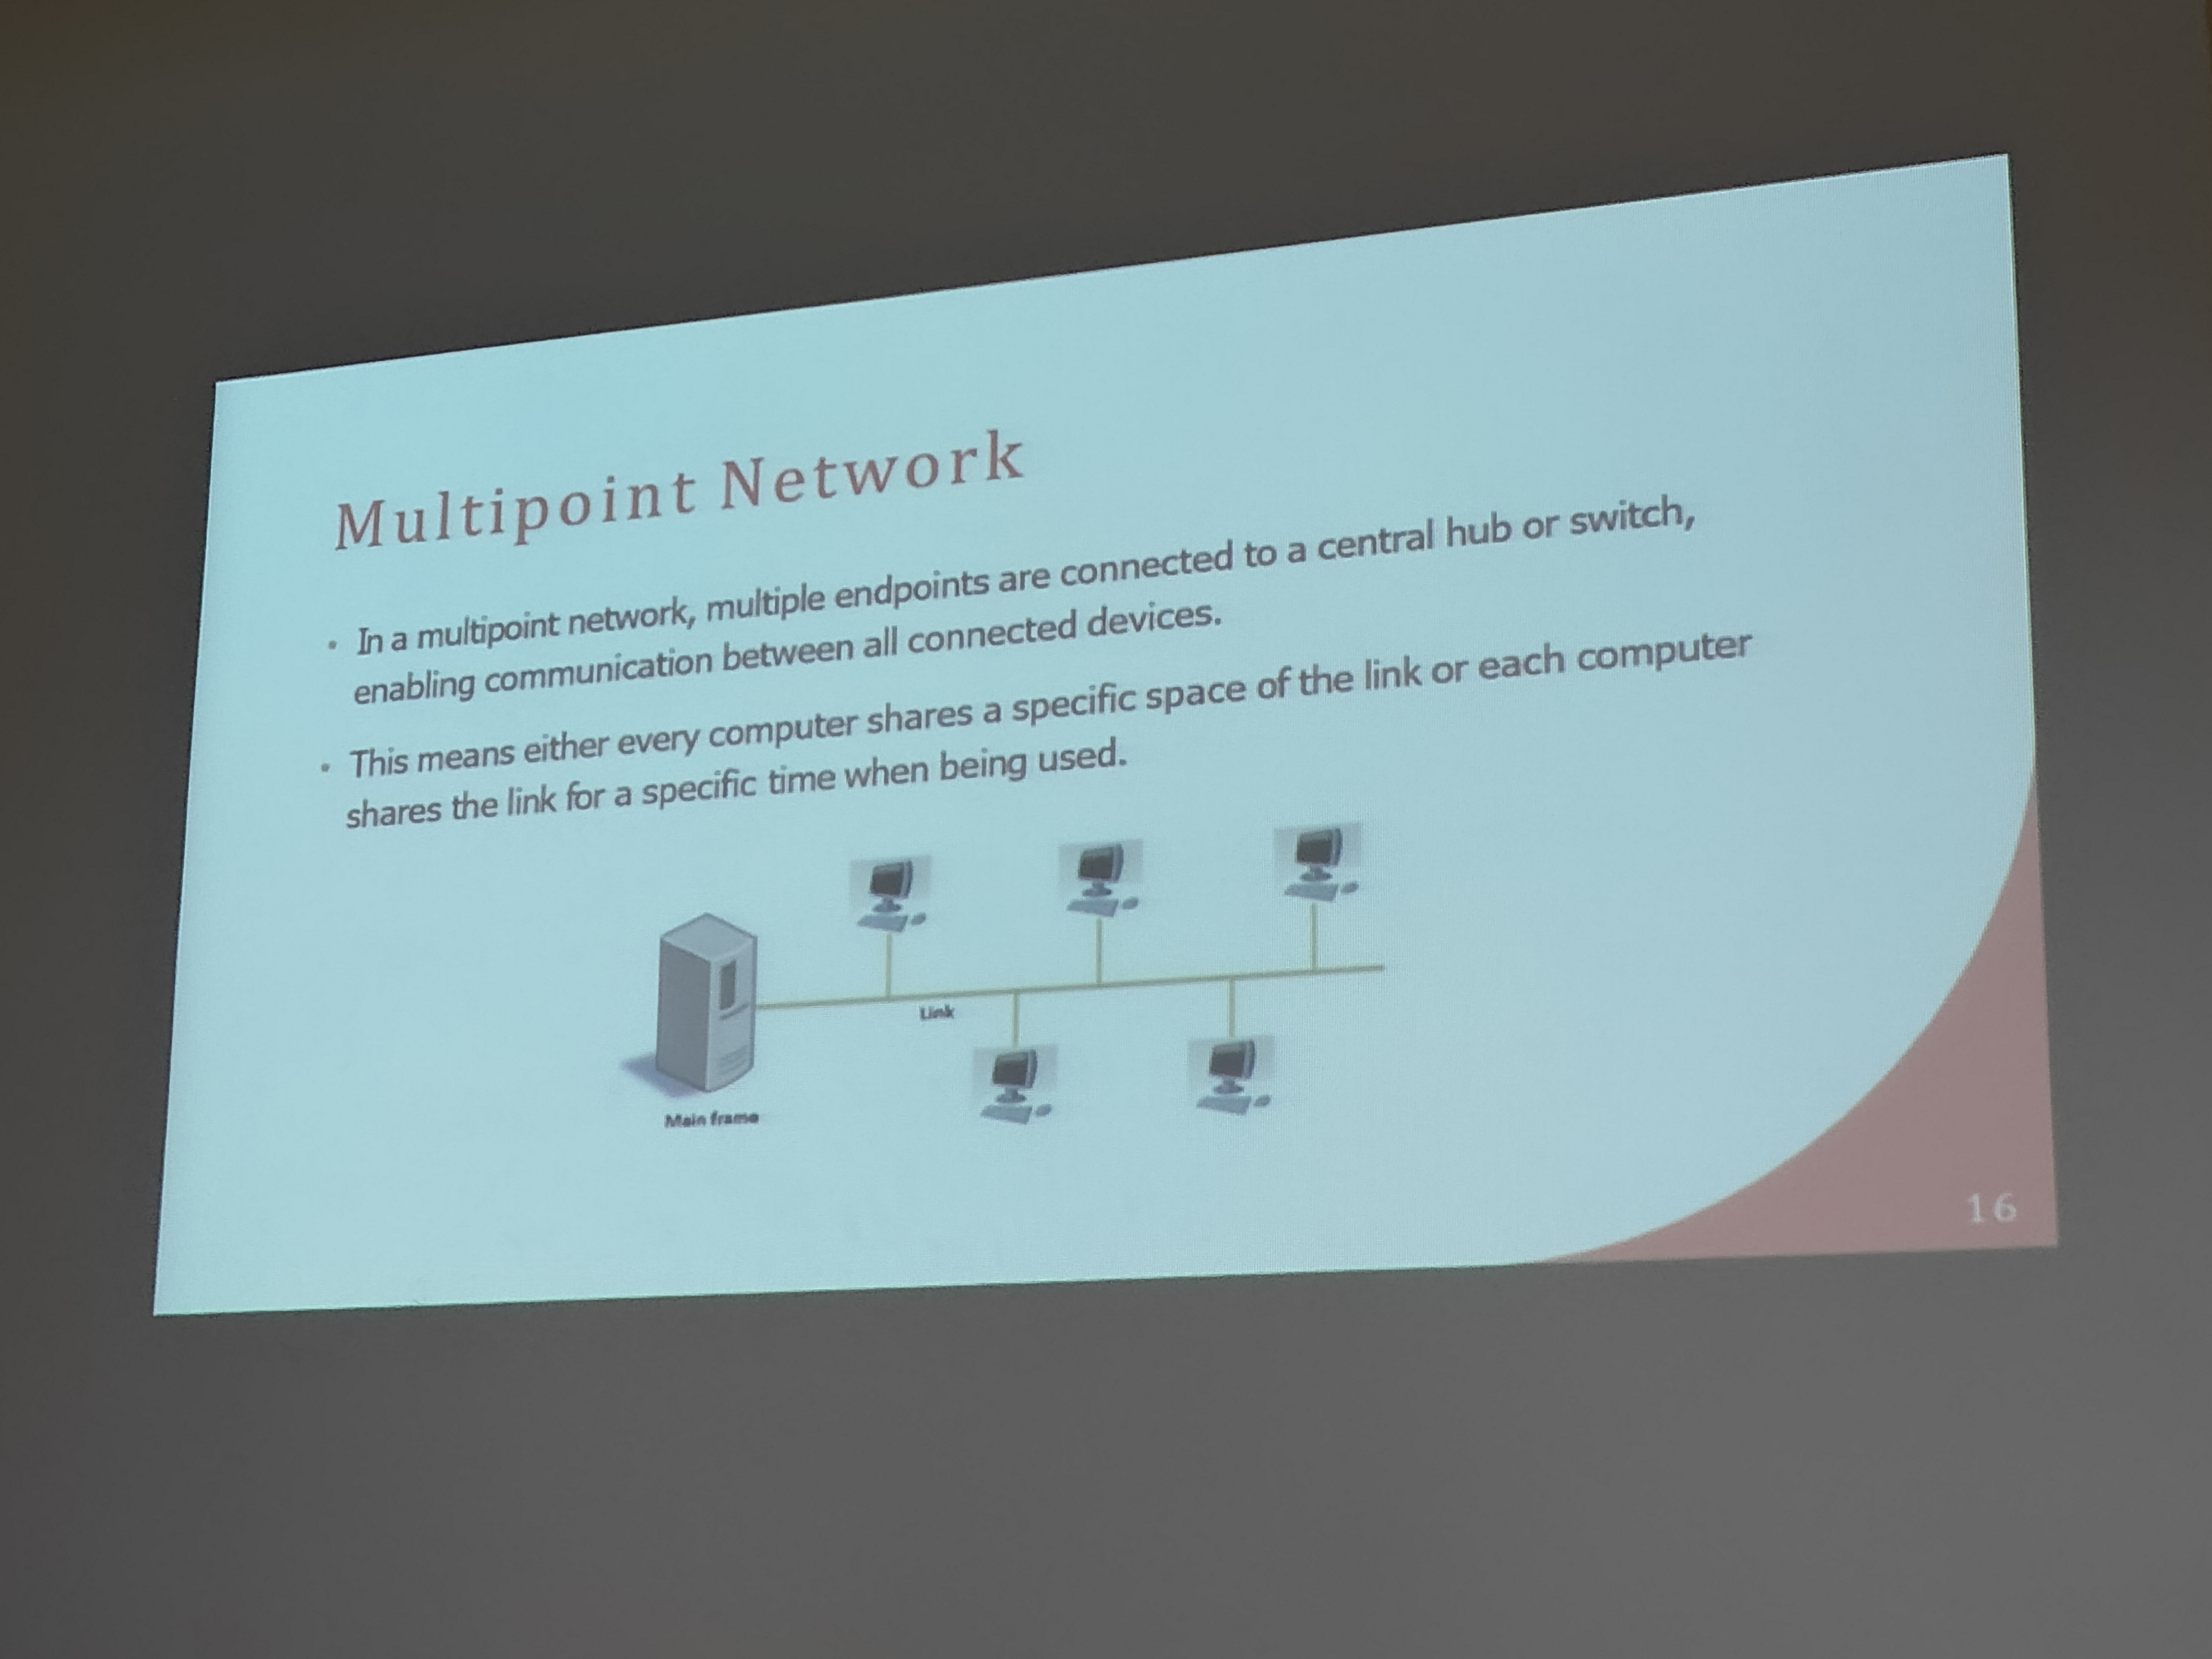 Multipoint Network
• In a multipoint network, multiple endpoints are connected to a central hub or switch,
enabling communication between all connected devices.
• This means either every computer shares a specific space of the link or each computer
shares the link for a specific time when being used.
Link
Main frame
16